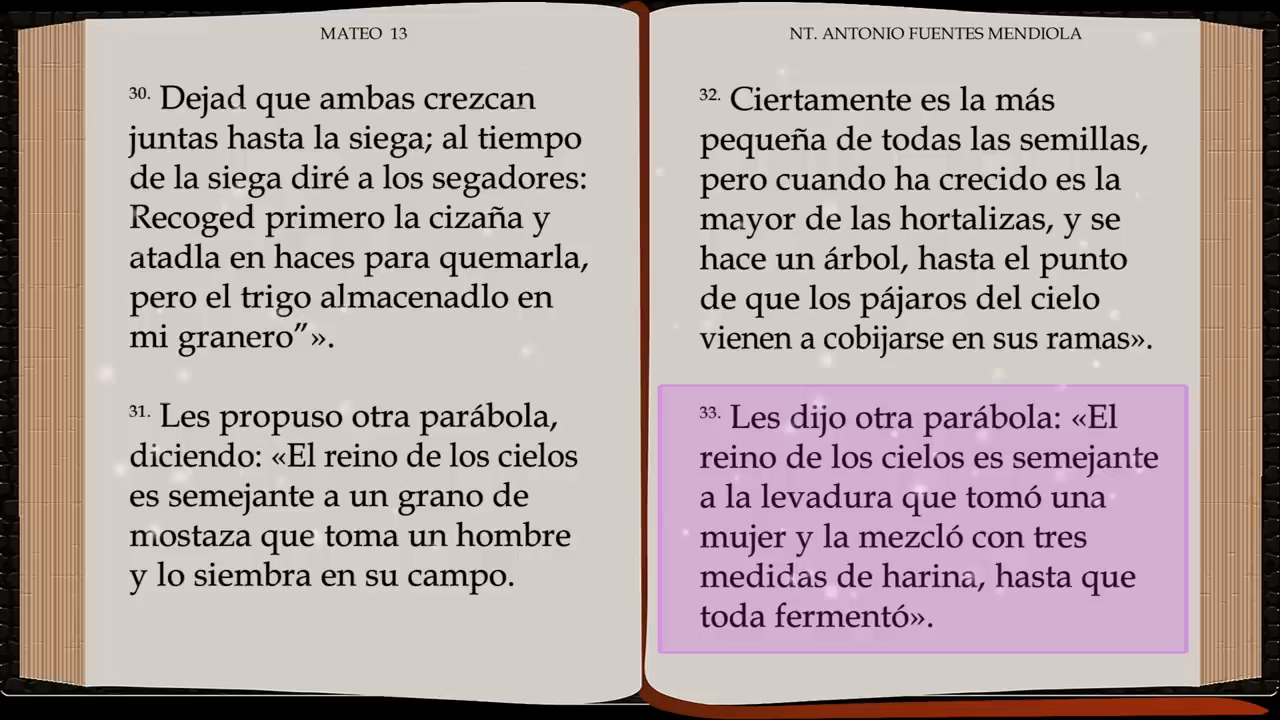 MATEO 13
30. Dejad que ambas crezcan
juntas hasta la siega; al tiempo
de la siega diré a los segadores:
Recoged primero la cizaña y
atadla en haces para quemarla,
pero el trigo almacenadlo en
mi granero”».
31. Les propuso otra parábola,
diciendo: «El reino de los cielos
es semejante a un grano de
mostaza que toma un hombre
y lo siembra en su campo.
NT. ANTONIO FUENTES MENDIOLA
32. Ciertamente es la más
pequeña de todas las semillas,
pero cuando ha crecido es la
mayor de las hortalizas, y se
hace un árbol, hasta el punto
de que los pájaros del cielo
vienen a cobijarse en sus ramas».
33. Les dijo otra parábola: «El
reino de los cielos es semejante
a la levadura que tomó una
mujer y la mezcló con tres
medidas de harina, hasta que
toda fermentó».